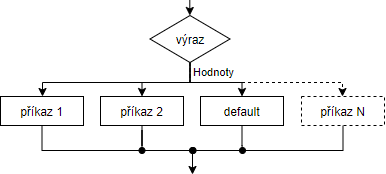 výraz
Hodnoty
příkaz 1
příkaz 2
default
příkaz N